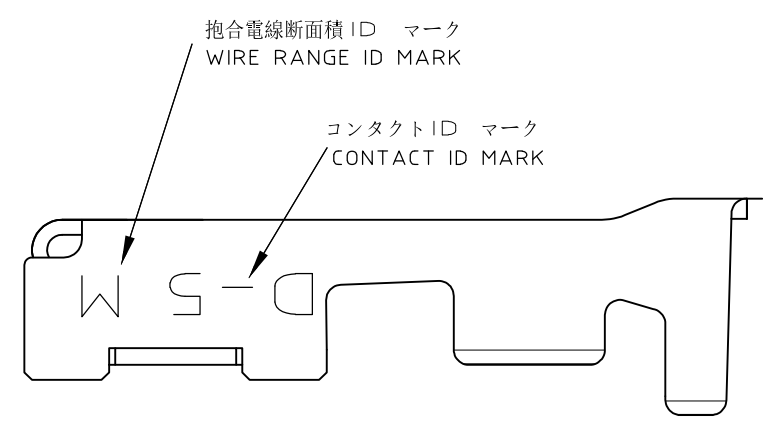 抱合電線断面積ID マーク
WIRE RANGE ID MARK
コンタクトID マーク
CONTACT ID MARK
D-5 M